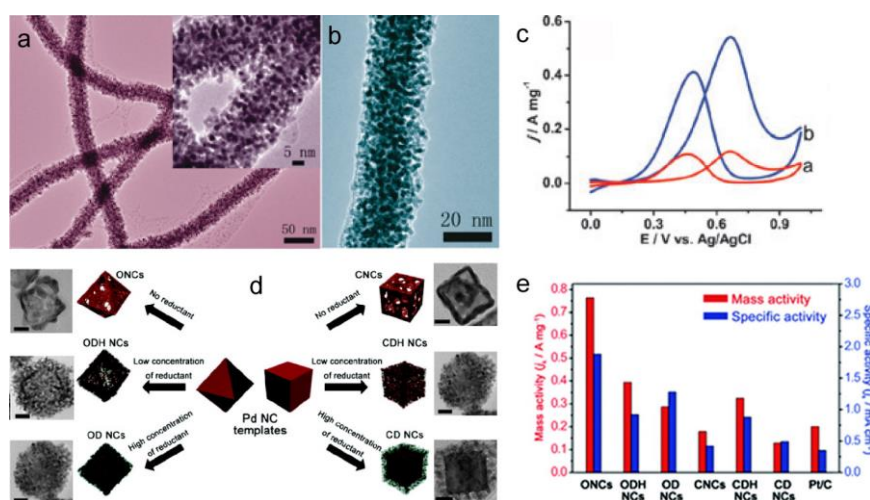 a
5 nm
50 nm
b
20 nm
c
j / A mg⁻¹
0.6
0.4
0.2
0.0
b
a
0.0 0.3 0.6 0.9
E / V vs. Ag/AgCl
d
ONCs
No reductant
CNCs
No reductant
ODH NCs
Low concentration
of reductant
Low concentration
of reductant
CDH NCs
Pd NC
templates
OD NCs
High concentration
of reductant
High concentration
of reductant
CD NCs
e
Mass activity (jₖ / A mg⁻¹)
0.8
0.7
0.6
0.5
0.4
0.3
0.2
0.1
0.0
Mass activity
Specific activity
3.0
2.5
2.0
1.5
1.0
0.5
0.0
ONCs ODH NCs OD NCs CNCs CDH NCs CD NCs Pt/C